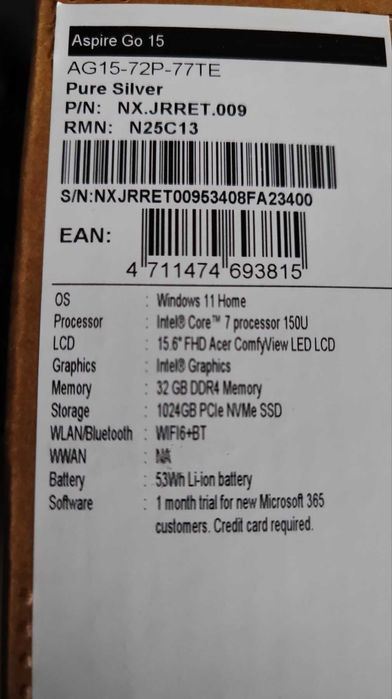 Aspire Go 15
AG15-72P-77TE
Pure Silver
P/N: NX.JRRET.009
RMN: N25C13
S/N:NXJRRET00953408FA23400
EAN:
4 711474 693815
OS : Windows 11 Home
Processor : Intel® Core™ 7 processor 150U
LCD : 15.6" FHD Acer ComfyView LED LCD
Graphics : Intel® Graphics
Memory : 32 GB DDR4 Memory
Storage : 1024GB PCIe NVMe SSD
WLAN/Bluetooth : WIFI6+BT
WWAN : NA
Battery : 53Wh Li-ion battery
Software : 1 month trial for new Microsoft 365
customers. Credit card required.